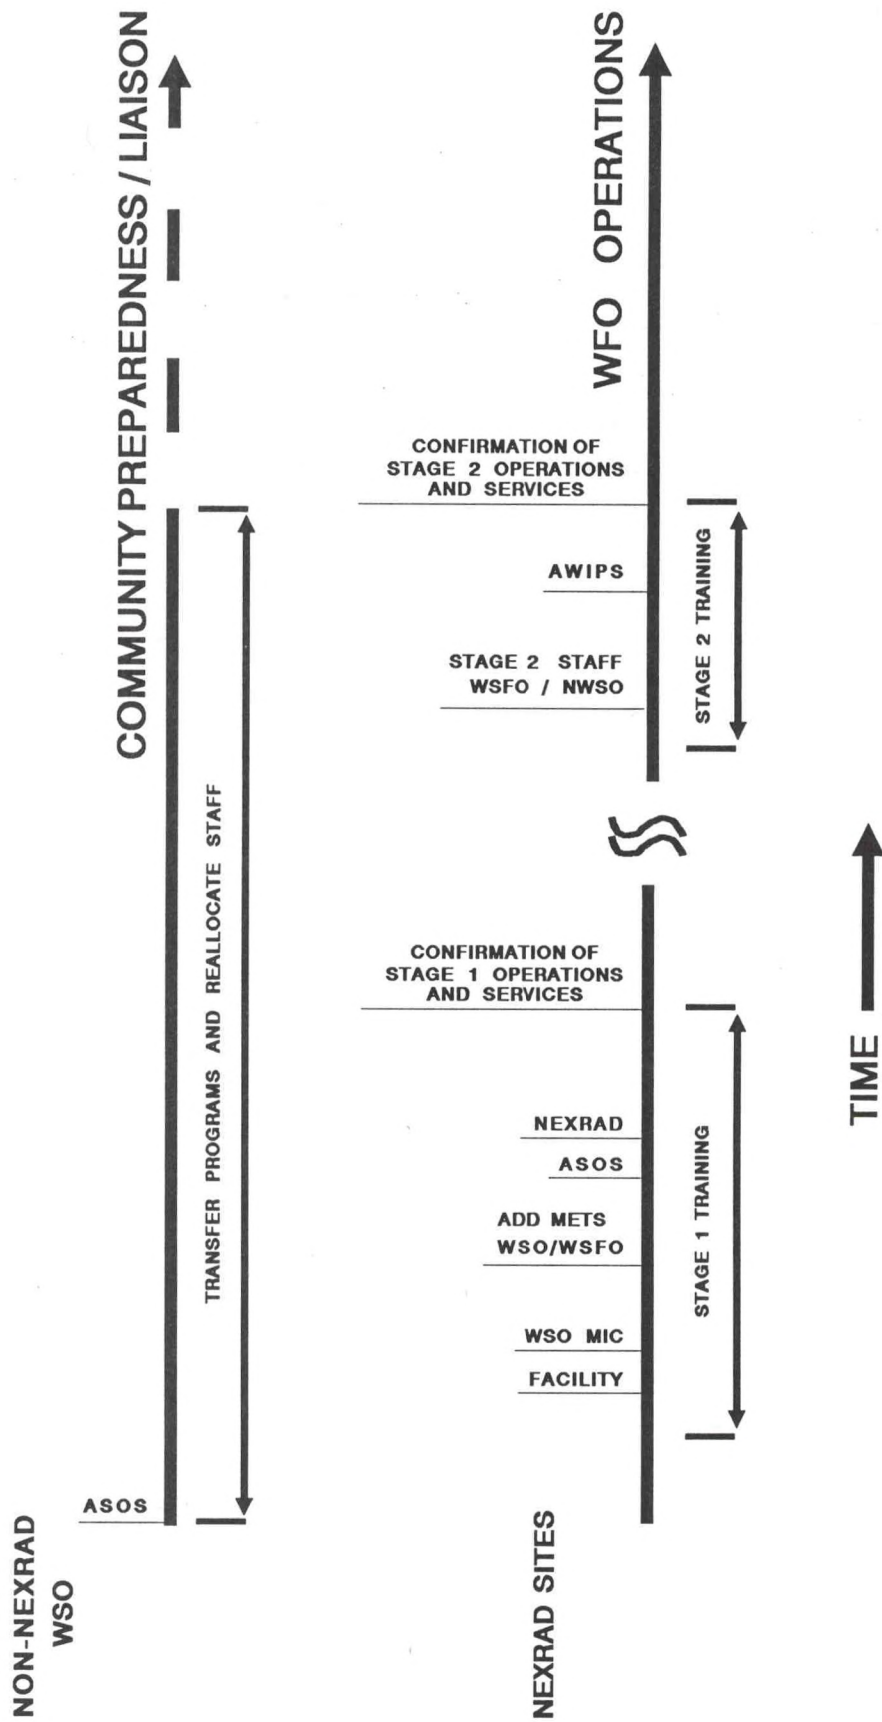 NON-NEXRAD
WSO
COMMUNITY PREPAREDNESS / LIAISON
ASOS
TRANSFER PROGRAMS AND REALLOCATE STAFF
NEXRAD SITES
WFO OPERATIONS
FACILITY
WSO MIC
ADD METS
WSO/WSFO
ASOS
NEXRAD
CONFIRMATION OF
STAGE 1 OPERATIONS
AND SERVICES
STAGE 2 STAFF
WSFO / NWSO
AWIPS
CONFIRMATION OF
STAGE 2 OPERATIONS
AND SERVICES
STAGE 1 TRAINING
STAGE 2 TRAINING
TIME